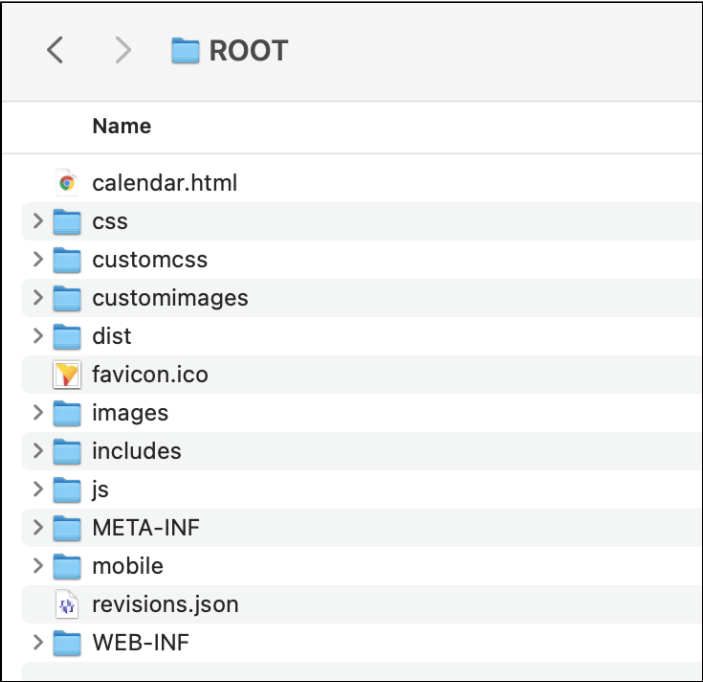 ROOT
Name
calendar.html
css
customcss
customimages
dist
favicon.ico
images
includes
js
META-INF
mobile
revisions.json
WEB-INF